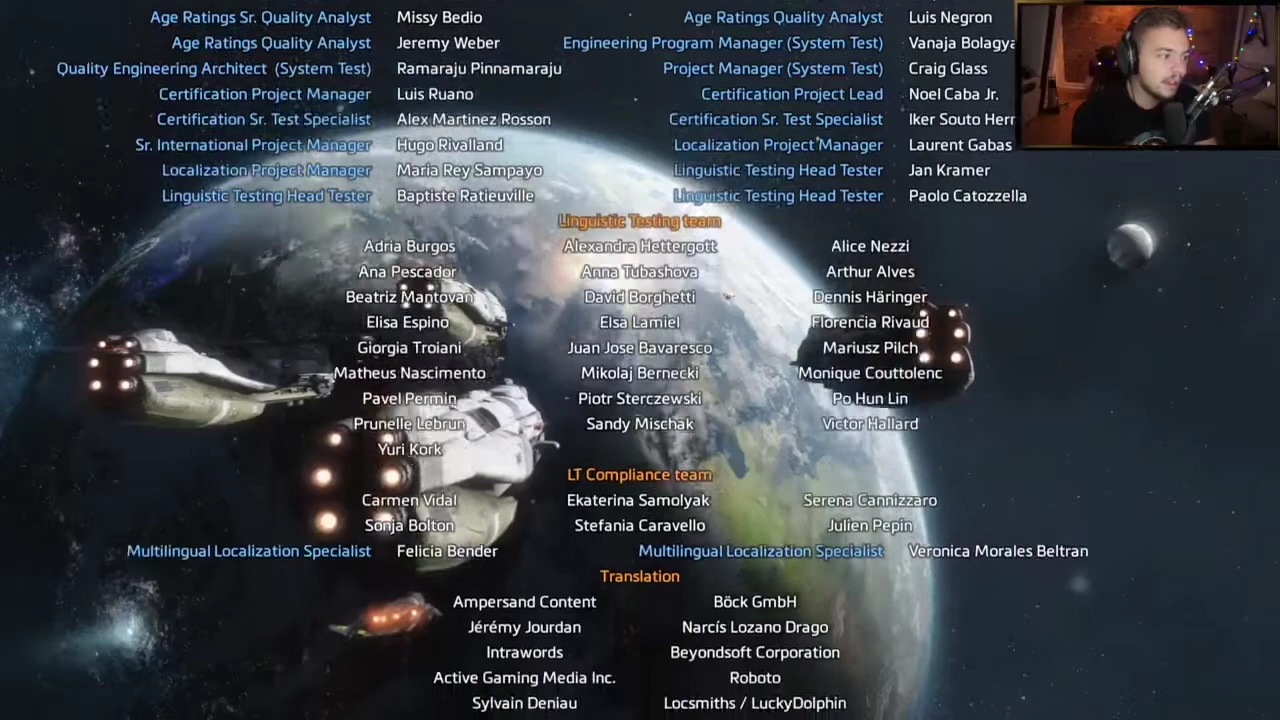 Age Ratings Sr. Quality Analyst Missy Bedio Age Ratings Quality Analyst Luis Negron
Age Ratings Quality Analyst Jeremy Weber Engineering Program Manager (System Test) Vanaja Bolagya
Quality Engineering Architect (System Test) Ramaraju Pinnamaraju Project Manager (System Test) Craig Glass
Certification Project Manager Luis Ruano Certification Project Lead Noel Caba Jr.
Certification Sr. Test Specialist Alex Martinez Rosson Certification Sr. Test Specialist Iker Souto Herr
Sr. International Project Manager Hugo Rivalland Localization Project Manager Laurent Gabas
Localization Project Manager Maria Rey Sampayo Linguistic Testing Head Tester Jan Kramer
Linguistic Testing Head Tester Baptiste Ratieuville Linguistic Testing Head Tester Paolo Catozzella
Linguistic Testing team
Adria Burgos Alexandra Hettergott Alice Nezzi
Ana Pescador Anna Tubashova Arthur Alves
Beatriz Mantovan David Borghetti Dennis Häringer
Elisa Espino Elsa Lamiel Florencia Rivaud
Giorgia Troiani Juan Jose Bavaresco Mariusz Pilch
Matheus Nascimento Mikolaj Bernecki Monique Couttolenc
Pavel Permin Piotr Sterczewski Po Hun Lin
Prunelle Lebrun Sandy Mischak Victor Hallard
Yuri Kork
LT Compliance team
Carmen Vidal Ekaterina Samolyak Serena Cannizzaro
Sonja Bolton Stefania Caravello Julien Pepin
Multilingual Localization Specialist Felicia Bender Multilingual Localization Specialist Veronica Morales Beltran
Translation
Ampersand Content Böck GmbH
Jérémy Jourdan Narcís Lozano Drago
Intrawords Beyondsoft Corporation
Active Gaming Media Inc. Roboto
Sylvain Deniau Locsmiths / LuckyDolphin